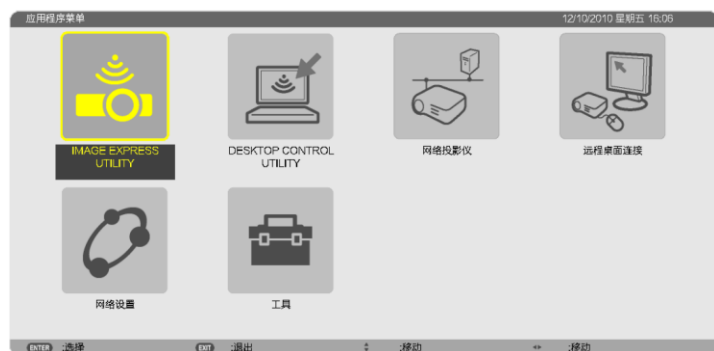 应用程序菜单 12/10/2010 星期五 16:06
IMAGE EXPRESS
UTILITY
DESKTOP CONTROL
UTILITY
网络投影仪
远程桌面连接
网络设置
工具
ENTER :选择 EXIT :退出 :移动 :移动